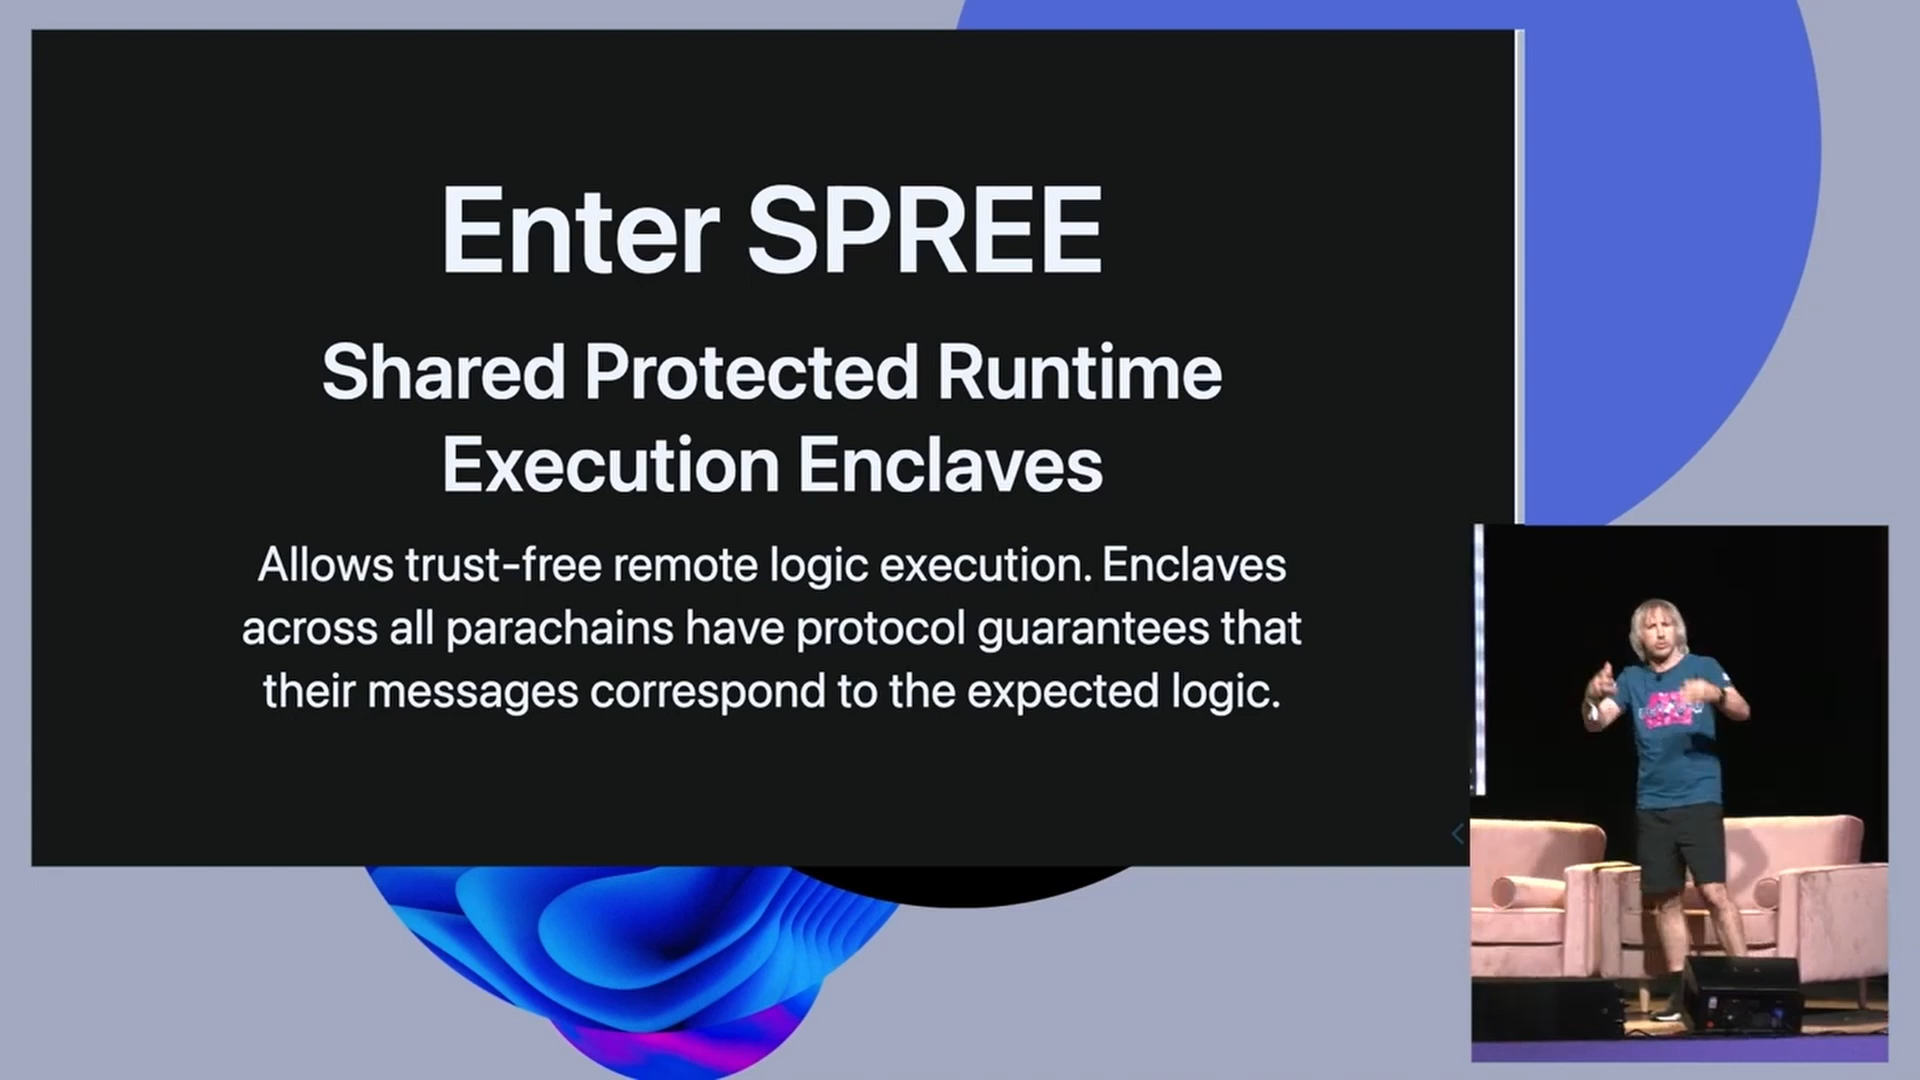 Enter SPREE
Shared Protected Runtime
Execution Enclaves
Allows trust-free remote logic execution. Enclaves
across all parachains have protocol guarantees that
their messages correspond to the expected logic.